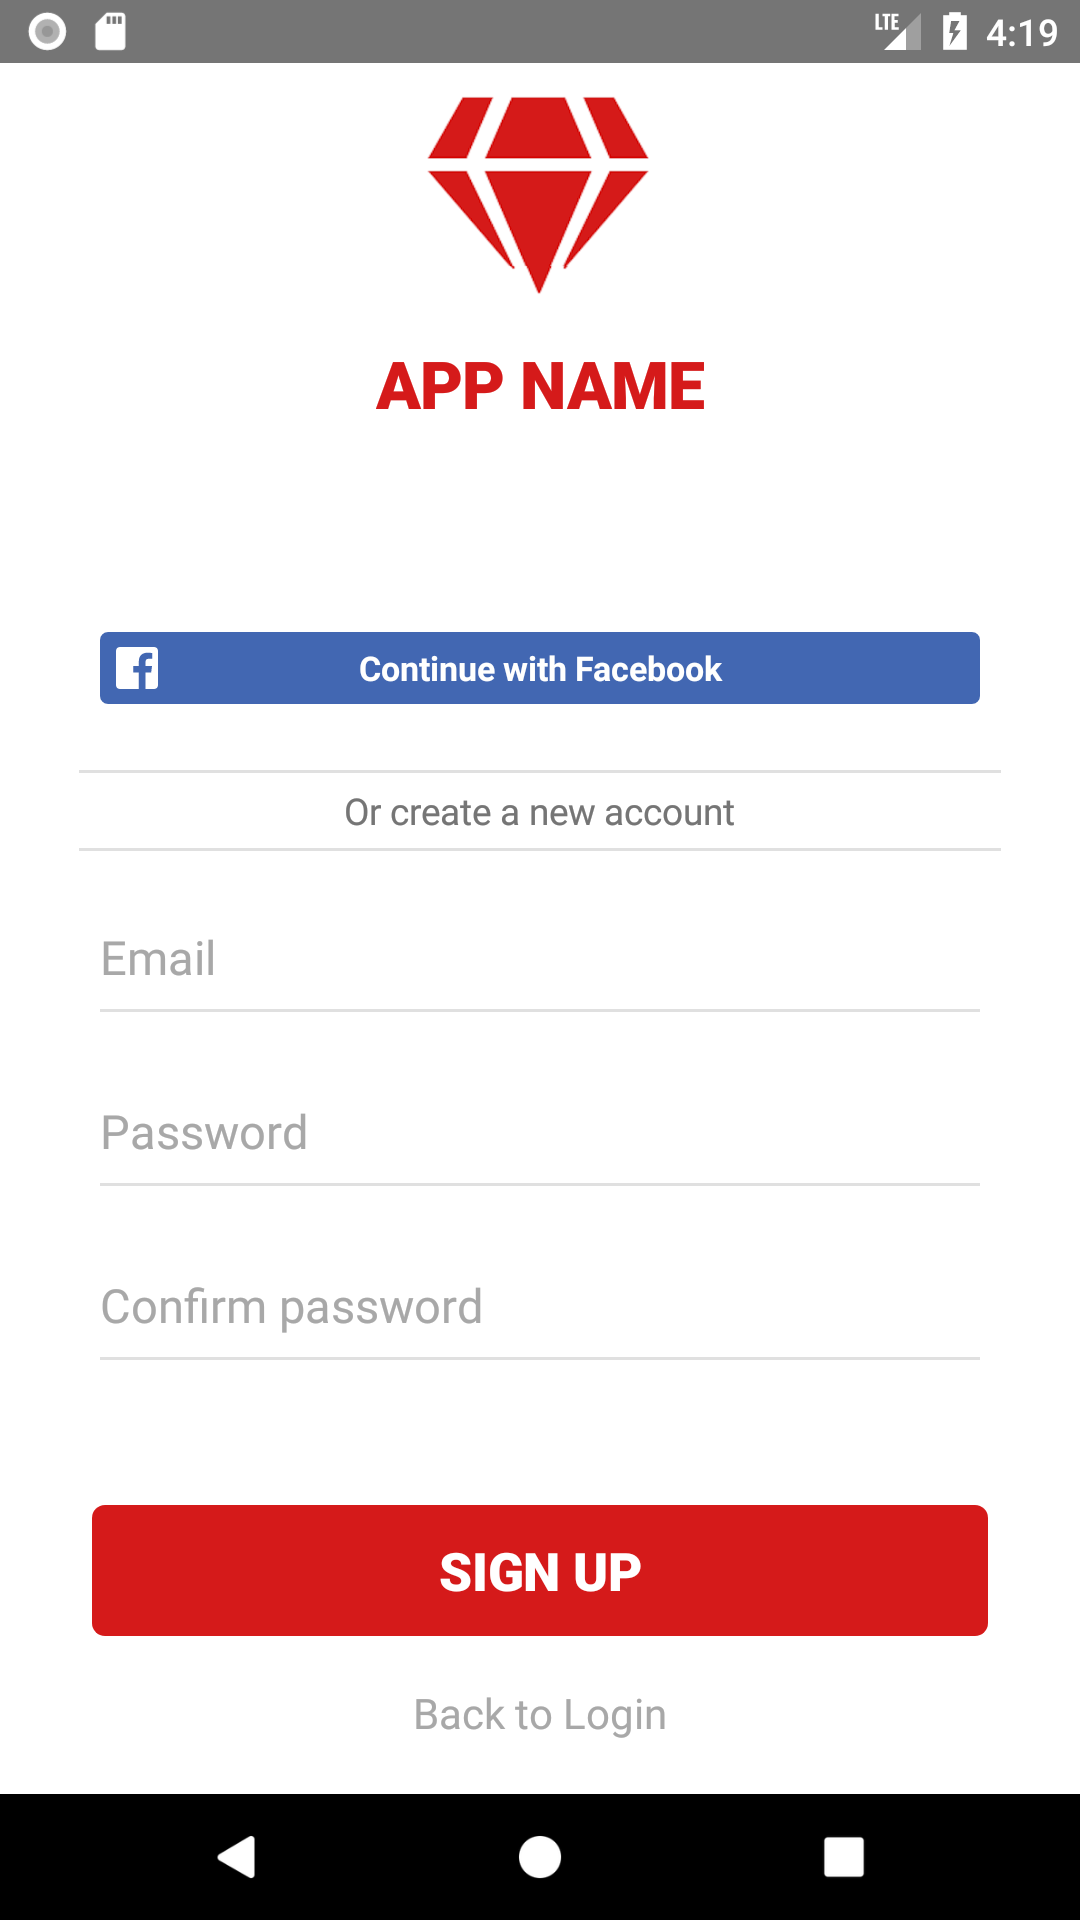 LTE 4:19
APP NAME
Continue with Facebook
Or create a new account
Email
Password
Confirm password
SIGN UP
Back to Login